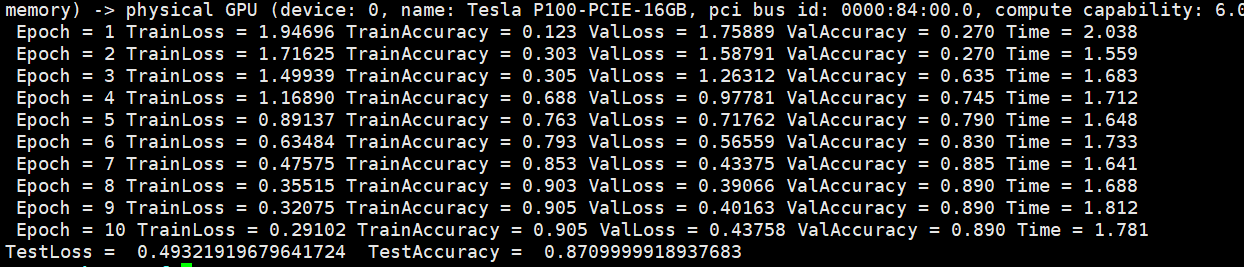 memory) -> physical GPU (device: 0, name: Tesla P100-PCIE-16GB, pci bus id: 0000:84:00.0, compute capability: 6.0
Epoch = 1 TrainLoss = 1.94696 TrainAccuracy = 0.123 ValLoss = 1.75889 ValAccuracy = 0.270 Time = 2.038
Epoch = 2 TrainLoss = 1.71625 TrainAccuracy = 0.303 ValLoss = 1.58791 ValAccuracy = 0.270 Time = 1.559
Epoch = 3 TrainLoss = 1.49939 TrainAccuracy = 0.305 ValLoss = 1.26312 ValAccuracy = 0.635 Time = 1.683
Epoch = 4 TrainLoss = 1.16890 TrainAccuracy = 0.688 ValLoss = 0.97781 ValAccuracy = 0.745 Time = 1.712
Epoch = 5 TrainLoss = 0.89137 TrainAccuracy = 0.763 ValLoss = 0.71762 ValAccuracy = 0.790 Time = 1.648
Epoch = 6 TrainLoss = 0.63484 TrainAccuracy = 0.793 ValLoss = 0.56559 ValAccuracy = 0.830 Time = 1.733
Epoch = 7 TrainLoss = 0.47575 TrainAccuracy = 0.853 ValLoss = 0.43375 ValAccuracy = 0.885 Time = 1.641
Epoch = 8 TrainLoss = 0.35515 TrainAccuracy = 0.903 ValLoss = 0.39066 ValAccuracy = 0.890 Time = 1.688
Epoch = 9 TrainLoss = 0.32075 TrainAccuracy = 0.905 ValLoss = 0.40163 ValAccuracy = 0.890 Time = 1.812
Epoch = 10 TrainLoss = 0.29102 TrainAccuracy = 0.905 ValLoss = 0.43758 ValAccuracy = 0.890 Time = 1.781
TestLoss =  0.49321919679641724  TestAccuracy =  0.8709999918937683